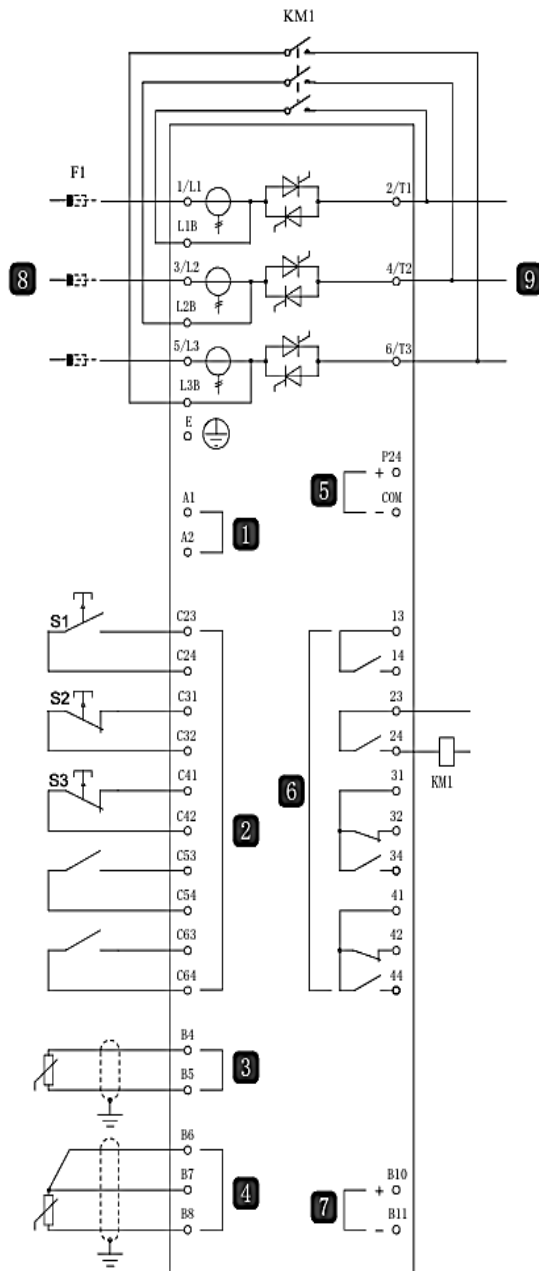 KM1
F1
1/L1
2/T1
L1B
8
3/L2
4/T2
9
L2B
5/L3
6/T3
L3B
E
P24
+
5
COM
-
A1
1
A2
S1
C23
13
C24
14
S2
C31
23
C32
24
KM1
S3
C41
6
31
2
C42
32
C53
34
C54
41
C63
42
C64
44
B4
3
B5
B6
B7
4
B8
B10
+
7
B11
-